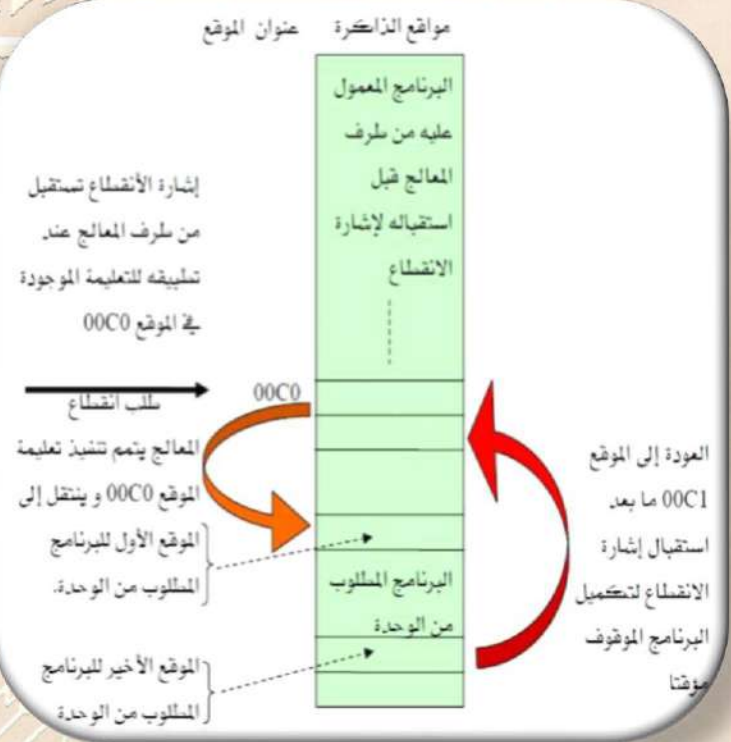 مواقع الذاكرة
عنوان الموقع
البرنامج المعمول
عليه من طرف
المعالج قبل
استقباله لإشارة
الانقطاع
إشارة الأنقطاع تستقبل
من طرف المعالج عند
تطبيقه للتعليمة الموجودة
في الموقع 00C0
00C0
طلب انقطاع
المعالج يتمم تنفيذ تعليمة
الموقع 00C0 و ينتقل إلى
الموقع الأول للبرنامج
المطلوب من الوحدة.
البرنامج المطلوب
من الوحدة
الموقع الأخير للبرنامج
المطلوب من الوحدة
العودة إلى الموقع
00C1 ما بعد
استقبال إشارة
الانقطاع لتكميل
البرنامج الموقوف
موقتا